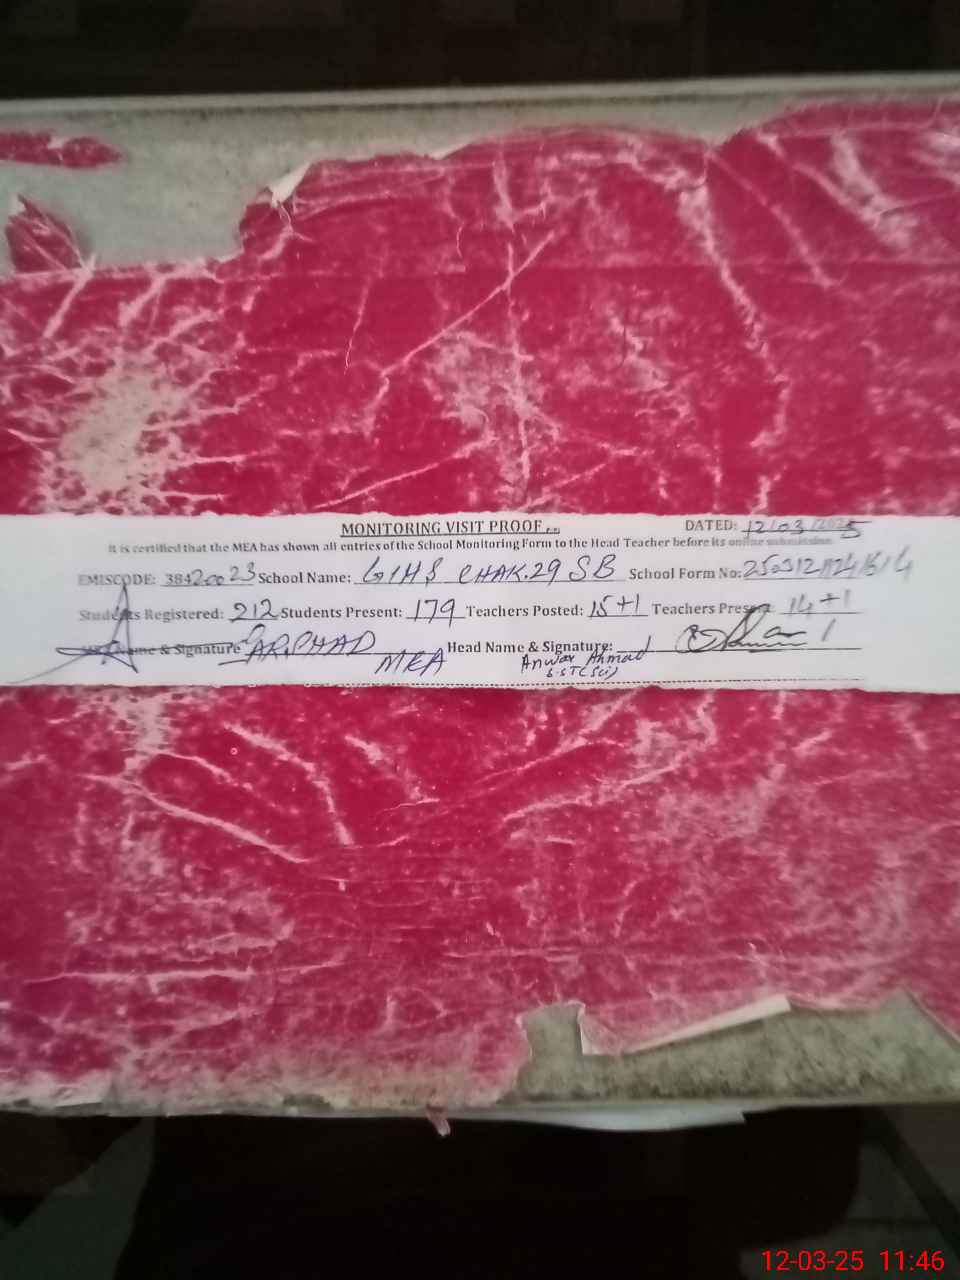 MONITORING VISIT PROOF... DATED: 12/03/2025
It is certified that the MEA has shown all entries of the School Monitoring Form to the Head Teacher before its online submission
EMISCODE: 38420023 School Name: GHS CHAK.29 SB School Form No:
Students Registered: 212 Students Present: 179 Teachers Posted: 15+1 Teachers Present: 14+1
Name & Signature Head Name & Signature: Anwar Ahmad
MEA S.ST(Sci)
12-03-25 11:46